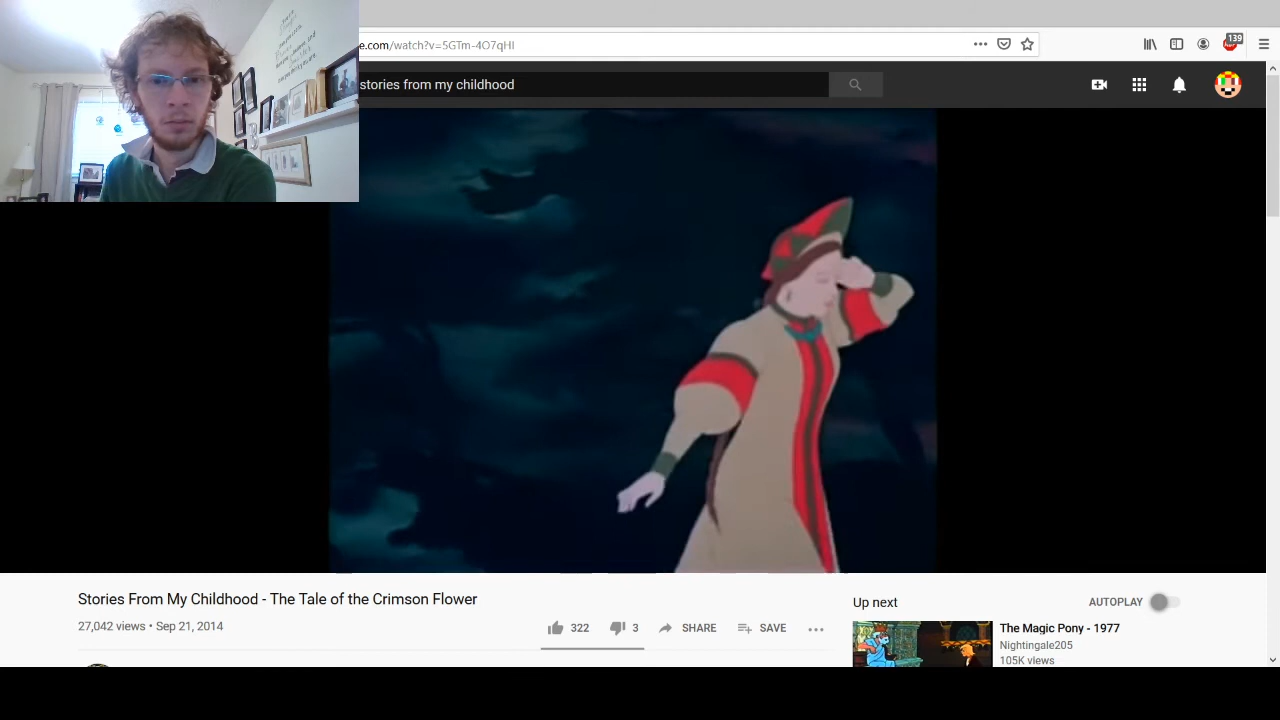 e.com/watch?v=5GTm-4O7qHI
139
stories from my childhood
Stories From My Childhood - The Tale of the Crimson Flower
27,042 views • Sep 21, 2014
322
3
SHARE
SAVE
Up next
AUTOPLAY
The Magic Pony - 1977
Nightingale205
105K views